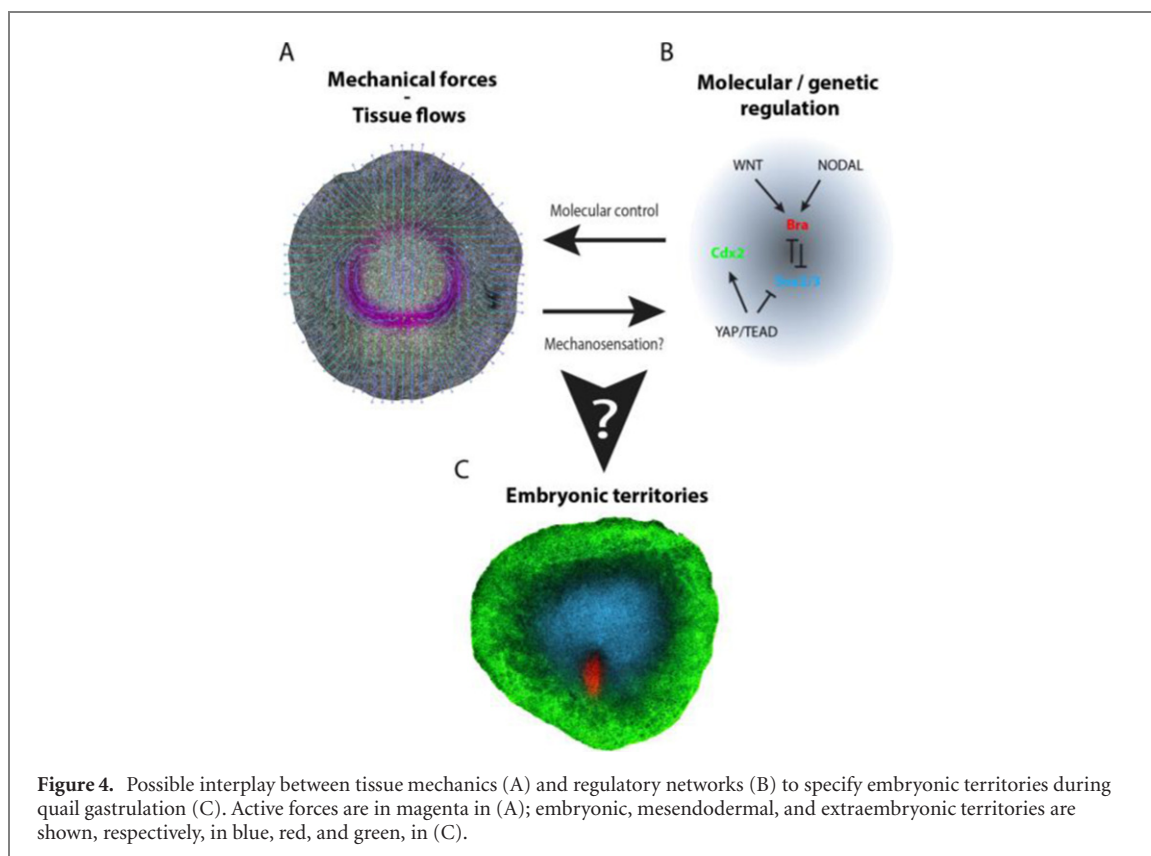 A
Mechanical forces
-
Tissue flows
B
Molecular / genetic
regulation
WNT
NODAL
Bra
Cdx2
YAP/TEAD
Molecular control
Mechanosensation?
?
C
Embryonic territories
Figure 4. Possible interplay between tissue mechanics (A) and regulatory networks (B) to specify embryonic territories during
quail gastrulation (C). Active forces are in magenta in (A); embryonic, mesendodermal, and extraembryonic territories are
shown, respectively, in blue, red, and green, in (C).